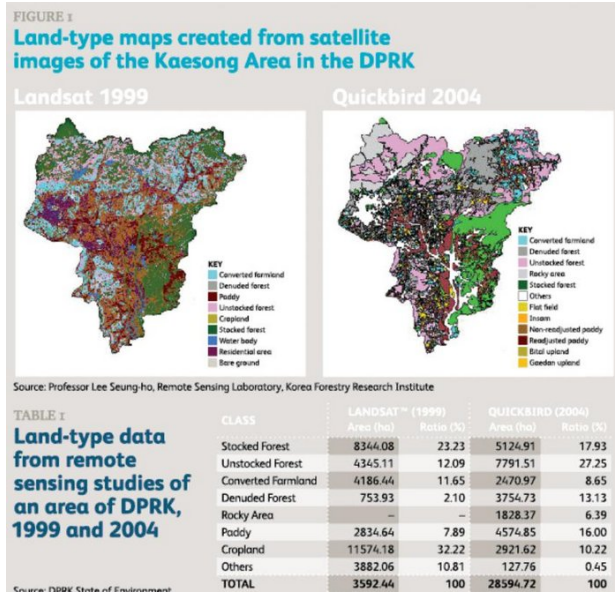 FIGURE 1
Land-type maps created from satellite
images of the Kaesong Area in the DPRK
Landsat 1999
Quickbird 2004
KEY
Converted farmland
Denuded forest
Paddy
Unstocked forest
Cropland
Stocked forest
Water body
Residential area
Bare ground
KEY
Converted farmland
Denuded forest
Unstocked forest
Rocky area
Stocked forest
Others
Flat field
Insam
Non-readjusted paddy
Readjusted paddy
Bital upland
Gaedan upland
Source: Professor Lee Seung-ho, Remote Sensing Laboratory, Korea Forestry Research Institute
TABLE 1
Land-type data
from remote
sensing studies of
an area of DPRK,
1999 and 2004
CLASS LANDSAT™ (1999) QUICKBIRD (2004)
Area (ha) Ratio (%) Area (ha) Ratio (%)
Stocked Forest 8344.08 23.23 5124.91 17.93
Unstocked Forest 4345.11 12.09 7791.51 27.25
Converted Farmland 4186.44 11.65 2470.97 8.65
Denuded Forest 753.93 2.10 3754.73 13.13
Rocky Area – – 1828.37 6.39
Paddy 2834.64 7.89 4574.85 16.00
Cropland 11574.18 32.22 2921.62 10.22
Others 3882.06 10.81 127.76 0.45
TOTAL 3592.44 100 28594.72 100
Source: DPRK State of Environment